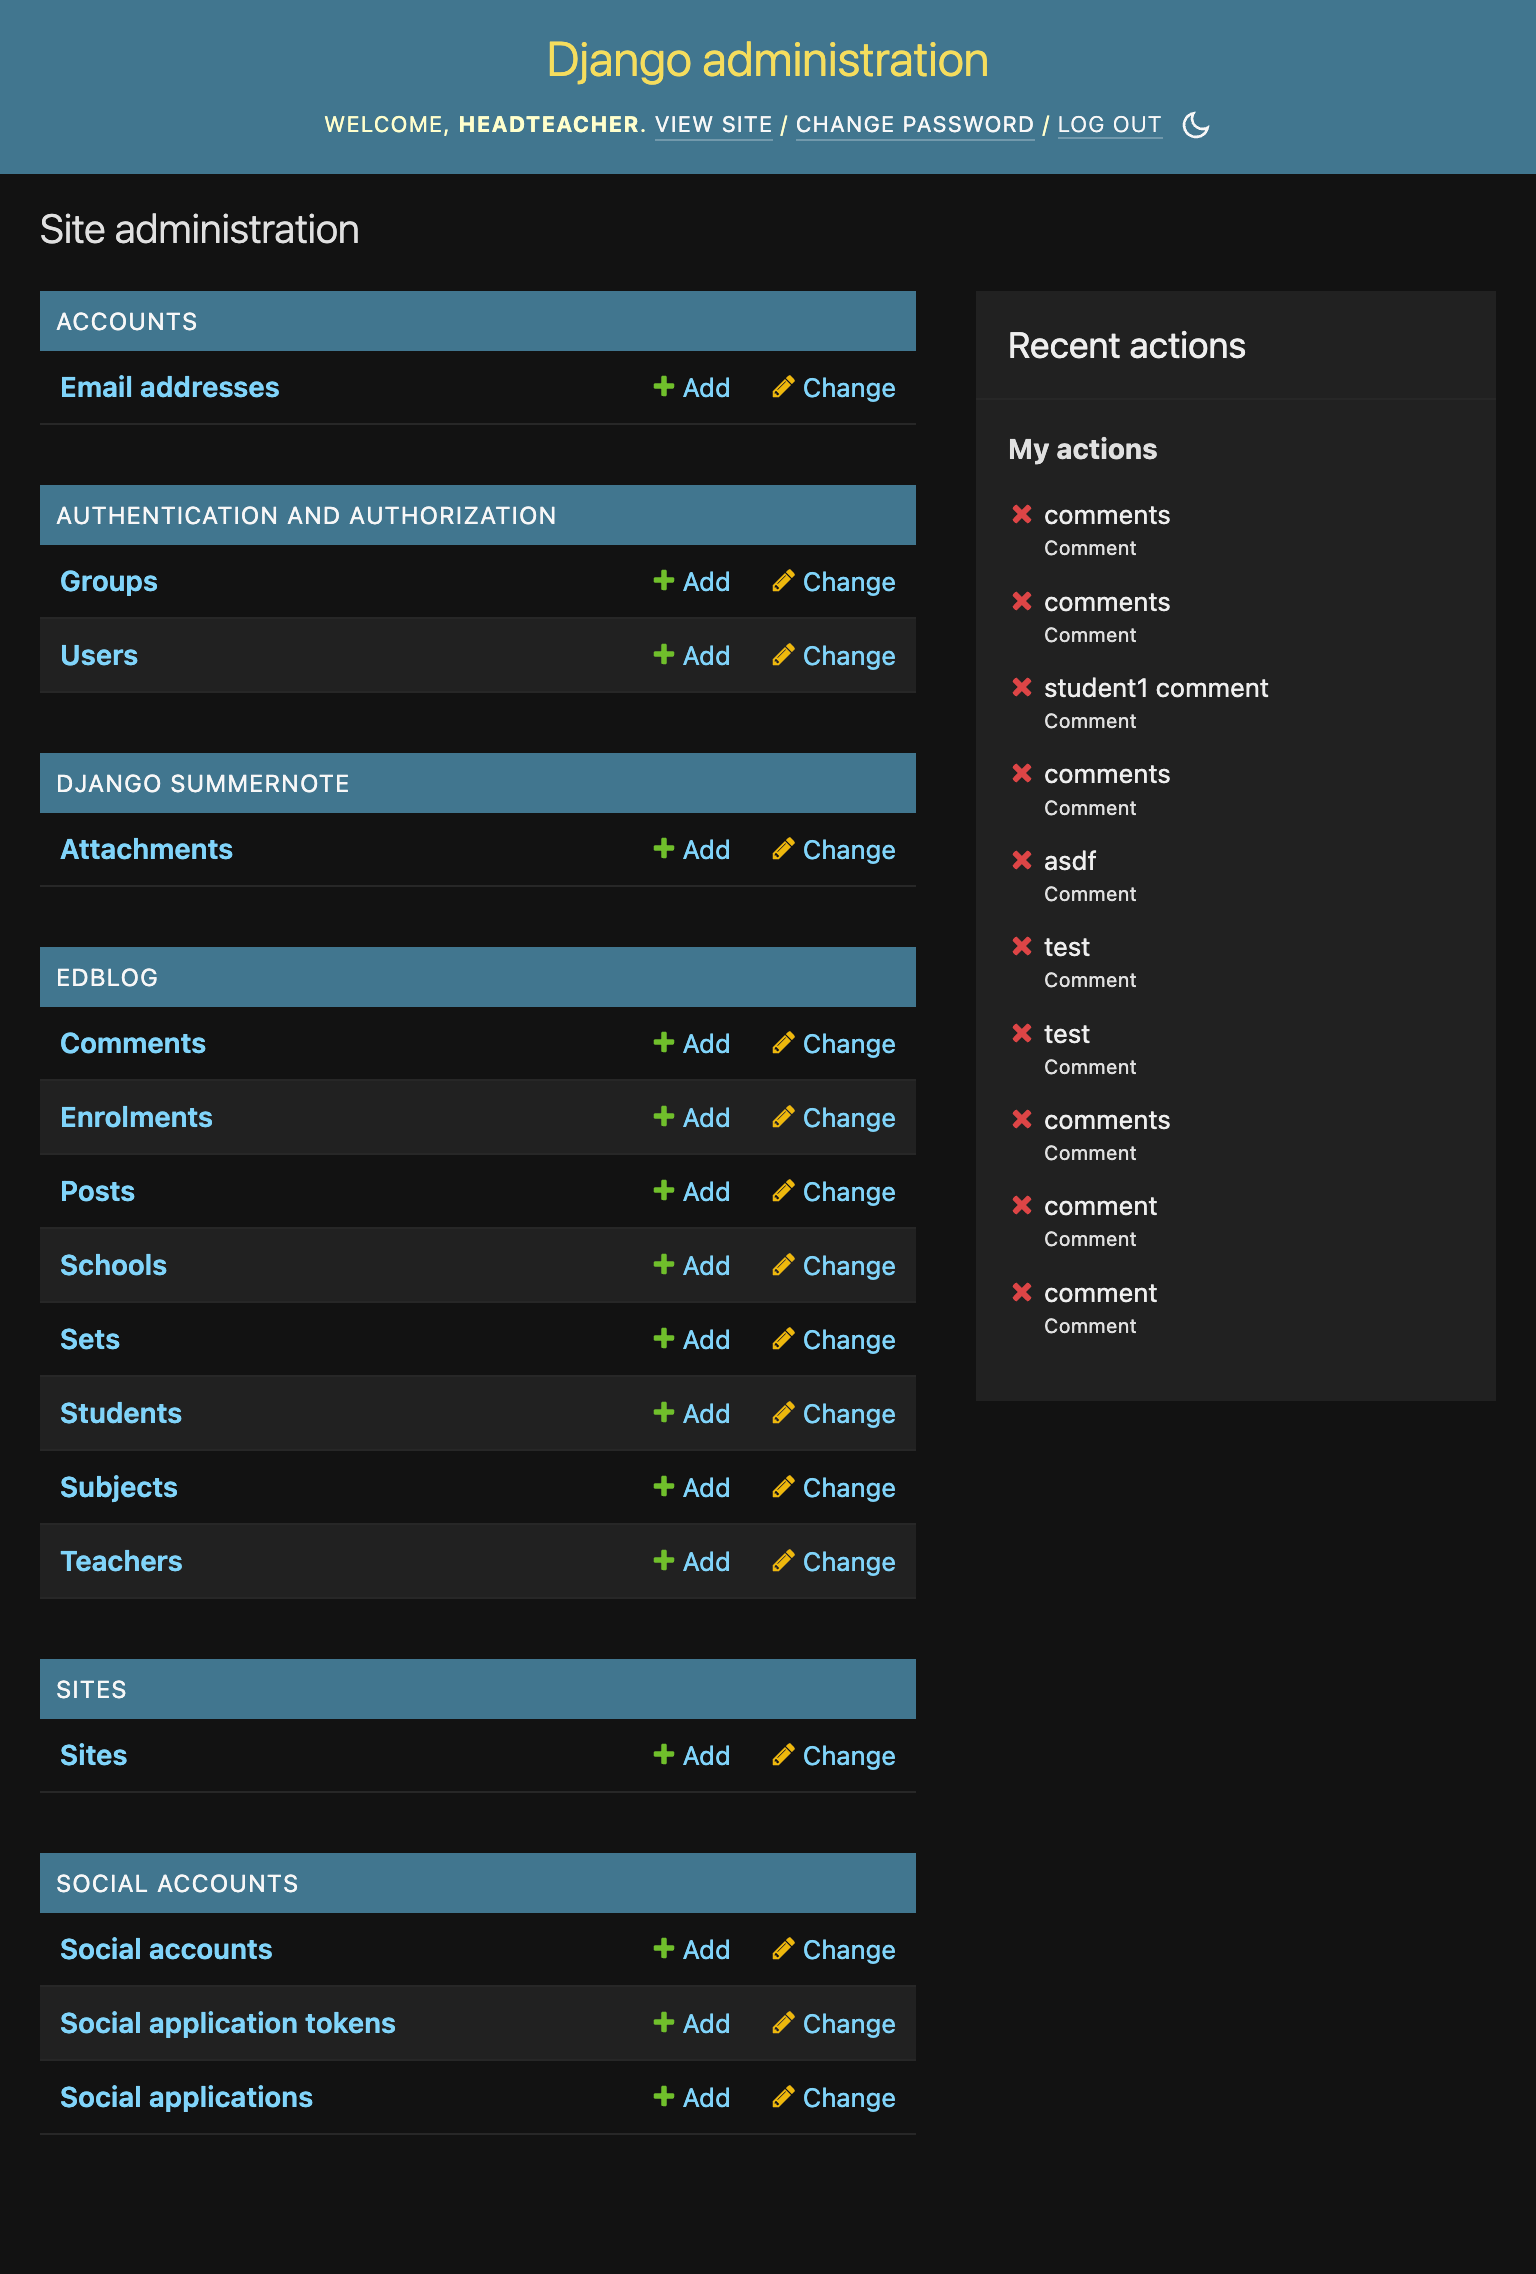 Django administration
WELCOME, HEADTEACHER. VIEW SITE / CHANGE PASSWORD / LOG OUT
Site administration
ACCOUNTS
Email addresses Add Change
AUTHENTICATION AND AUTHORIZATION
Groups Add Change
Users Add Change
DJANGO SUMMERNOTE
Attachments Add Change
EDBLOG
Comments Add Change
Enrolments Add Change
Posts Add Change
Schools Add Change
Sets Add Change
Students Add Change
Subjects Add Change
Teachers Add Change
SITES
Sites Add Change
SOCIAL ACCOUNTS
Social accounts Add Change
Social application tokens Add Change
Social applications Add Change
Recent actions
My actions
comments
Comment
comments
Comment
student1 comment
Comment
comments
Comment
asdf
Comment
test
Comment
test
Comment
comments
Comment
comment
Comment
comment
Comment